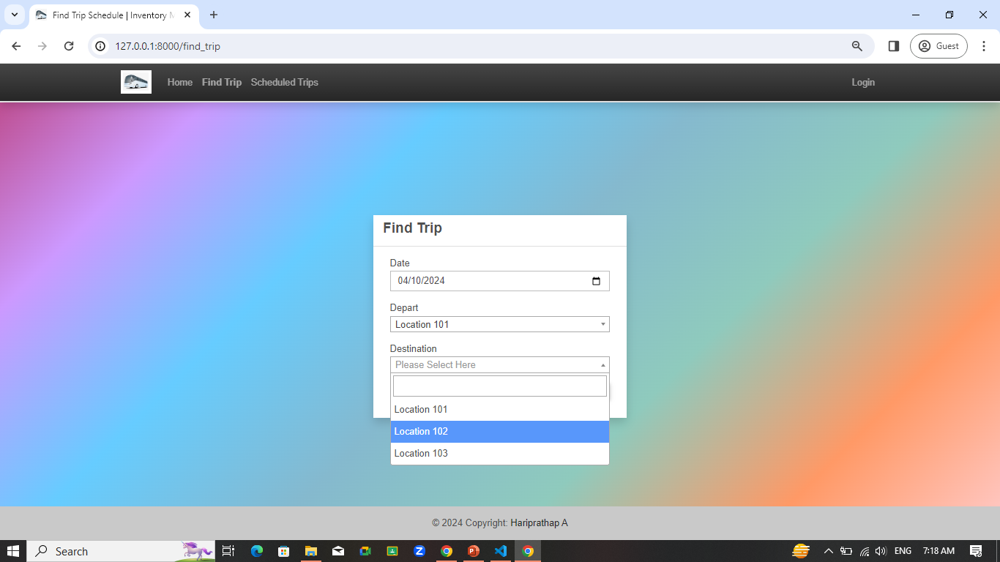 Find Trip Schedule | Inventory M
127.0.0.1:8000/find_trip
Guest
Home Find Trip Scheduled Trips Login
Find Trip
Date
04/10/2024
Depart
Location 101
Destination
Please Select Here
Location 101
Location 102
Location 103
© 2024 Copyright: Hariprathap A
Search
ENG 7:18 AM